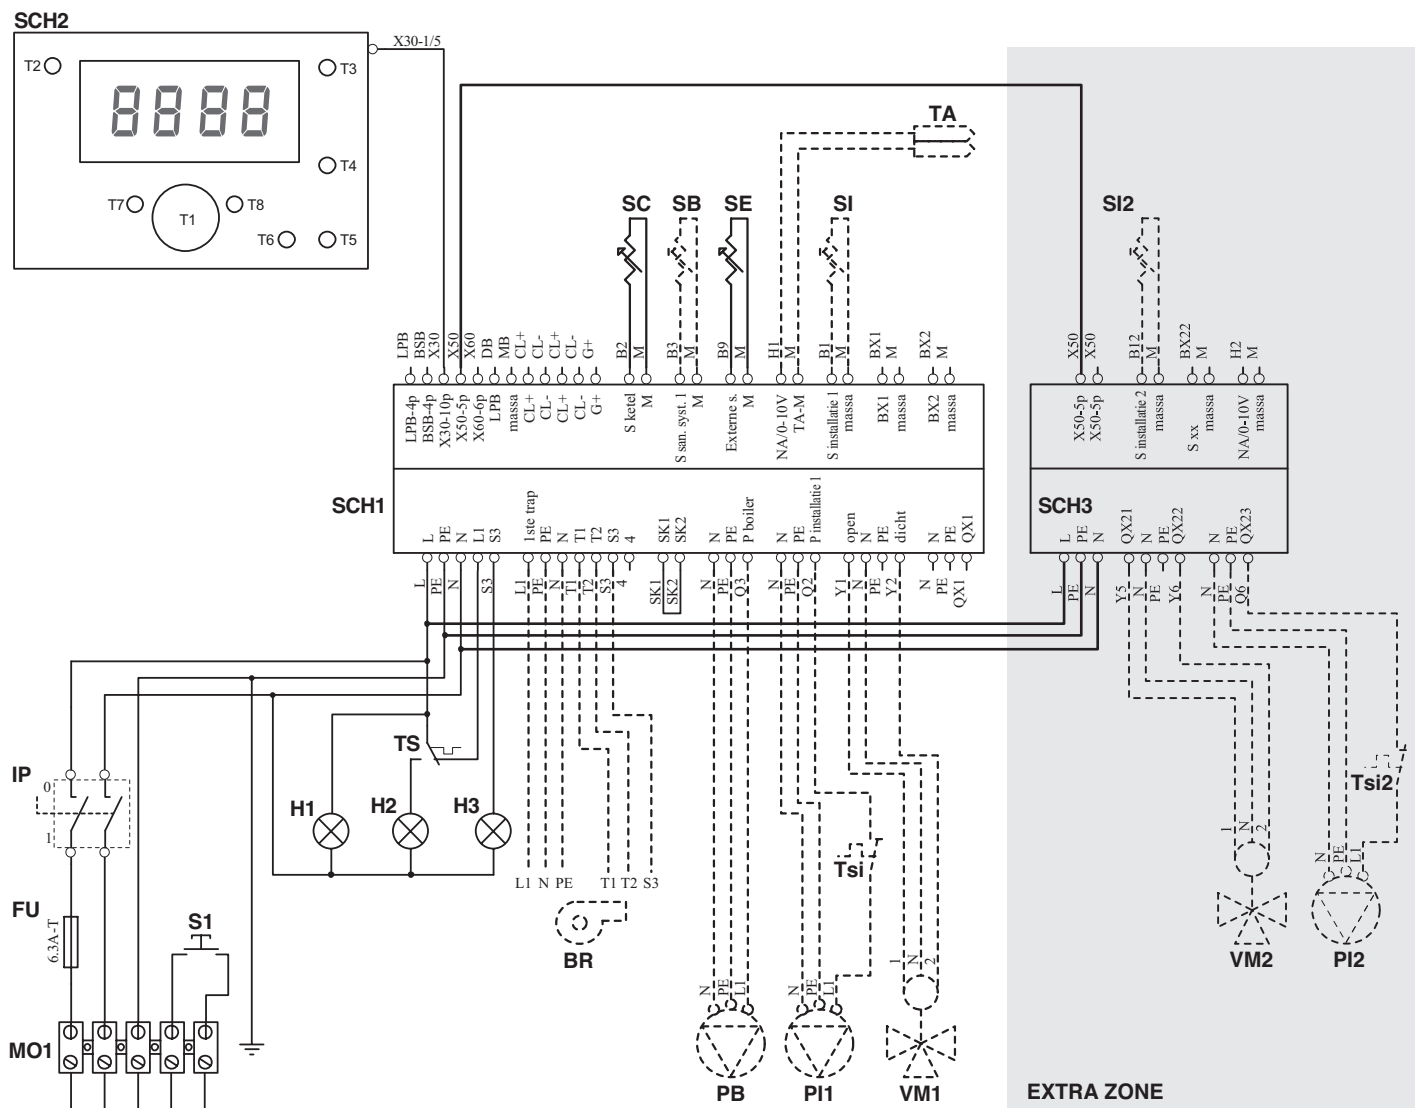 SCH2
X30-1/5
T2
T3
8888
T4
T7
T1
T8
T6
T5
TA
SC
SB
SE
SI
SI2
LPB
BSB
X30
X50
X60
DB
MB
CL+
CL-
CL+
CL-
G+
B2
M
B3
M
B9
M
H1
M
B1
M
BX1
M
BX2
M
X50
X50
B12
M
BX22
M
H2
M
LPB-4p
BSB-4p
X30-10p
X50-5p
X60-6p
LPB
massa
CL+
CL-
CL+
CL-
G+
S ketel
M
S san. syst. 1
M
Externe s.
M
NA/0-10V
TA-M
S installatie 1
massa
BX1
massa
BX2
massa
X50-5p
X50-5p
S installatie 2
massa
S xx
massa
NA/0-10V
massa
SCH1
SCH3
L
PE
N
L1
S3
1ste trap
PE
N
T1
T2
S3
4
SK1
SK2
N
PE
P boiler
N
PE
P installatie 1
open
N
PE
dicht
N
PE
QX1
L
PE
N
QX21
N
PE
QX22
N
PE
QX23
L
PE
N
L1
S3
L1
PE
N
T1
T2
S3
4
SK1
SK2
N
PE
Q3
N
PE
Q2
Y1
N
PE
Y2
N
PE
QX1
L
PE
N
Y5
N
PE
Y6
N
PE
Q6
TS
IP
0
1
H1
H2
H3
Tsi
Tsi2
1
N
2
N
PE
L1
L1 N PE
T1 T2 S3
FU
6.3A-T
S1
BR
VM2
PI2
1
N
2
N
PE
L1
N
PE
L1
MO1
PB
PI1
VM1
EXTRA ZONE